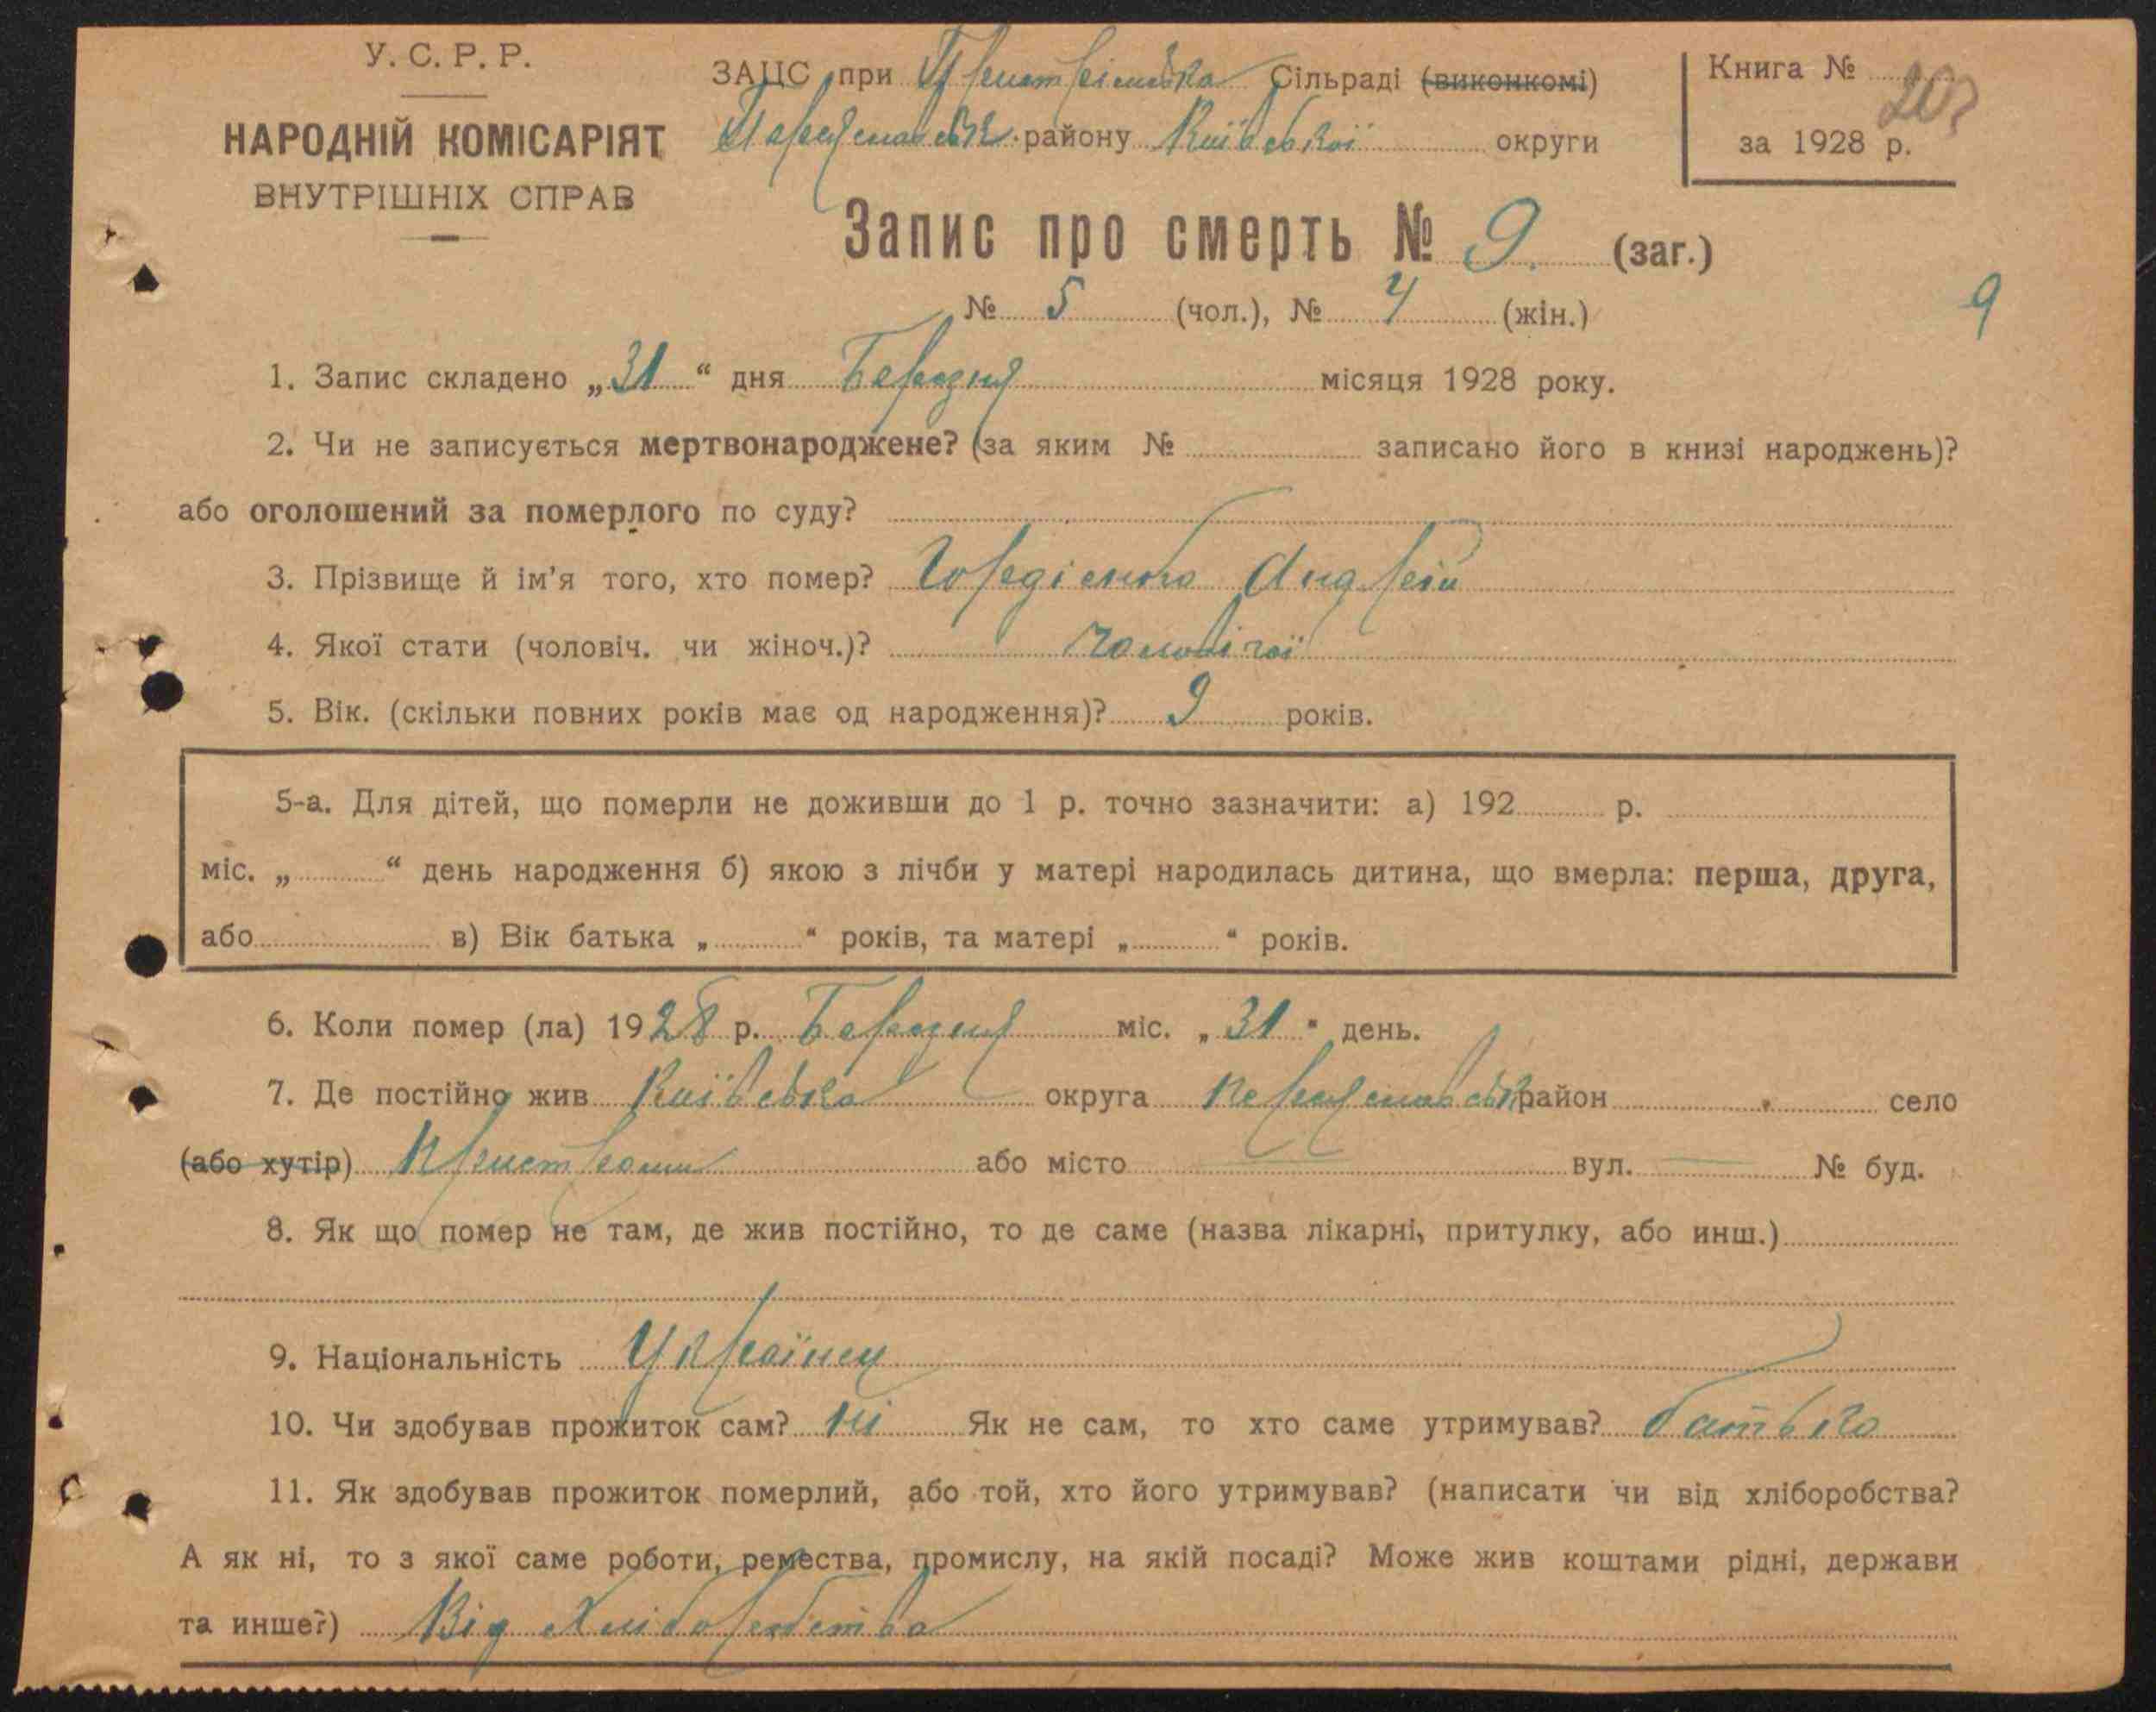 У. С. Р. Р.
НАРОДНІЙ КОМІСАРІЯТ
ВНУТРІШНІХ СПРАВ
ЗАЦС при Пристромська Сільраді (виконкомі)
Переяславськ. району Київської округи
Книга № 203
за 1928 р.
Запис про смерть № 9. (заг.)
№ 5 (чол.), № 4 (жін.)
9
1. Запис складено „31“ дня Березня місяця 1928 року.
2. Чи не записується мертвонароджене? (за яким № записано його в книзі народжень)?
або оголошений за померлого по суду?
3. Прізвище й ім'я того, хто помер? Андрей
4. Якої стати (чоловіч. чи жіноч.)? Чоловічої
5. Вік. (скільки повних років має од народження)? 9 років.
5-а. Для дітей, що померли не доживши до 1 р. точно зазначити: а) 192 р.
міс. „ “ день народження б) якою з лічби у матері народилась дитина, що вмерла: перша, друга,
або в) Вік батька „ “ років, та матері „ “ років.
6. Коли помер (ла) 1928 р. Березня міс. „31“ день.
7. Де постійно жив Київська округа Переяславськ район село
(або хутір) Пристроми або місто — вул. — № буд.
8. Як що помер не там, де жив постійно, то де саме (назва лікарні, притулку, або инш.)
9. Національність Українец
10. Чи здобував прожиток сам? ні Як не сам, то хто саме утримував? батько
11. Як здобував прожиток померлий, або той, хто його утримував? (написати чи від хліборобства?
А як ні, то з якої саме роботи, ремества, промислу, на якій посаді? Може жив коштами рідні, держави
та инше?) Від Хліборобства